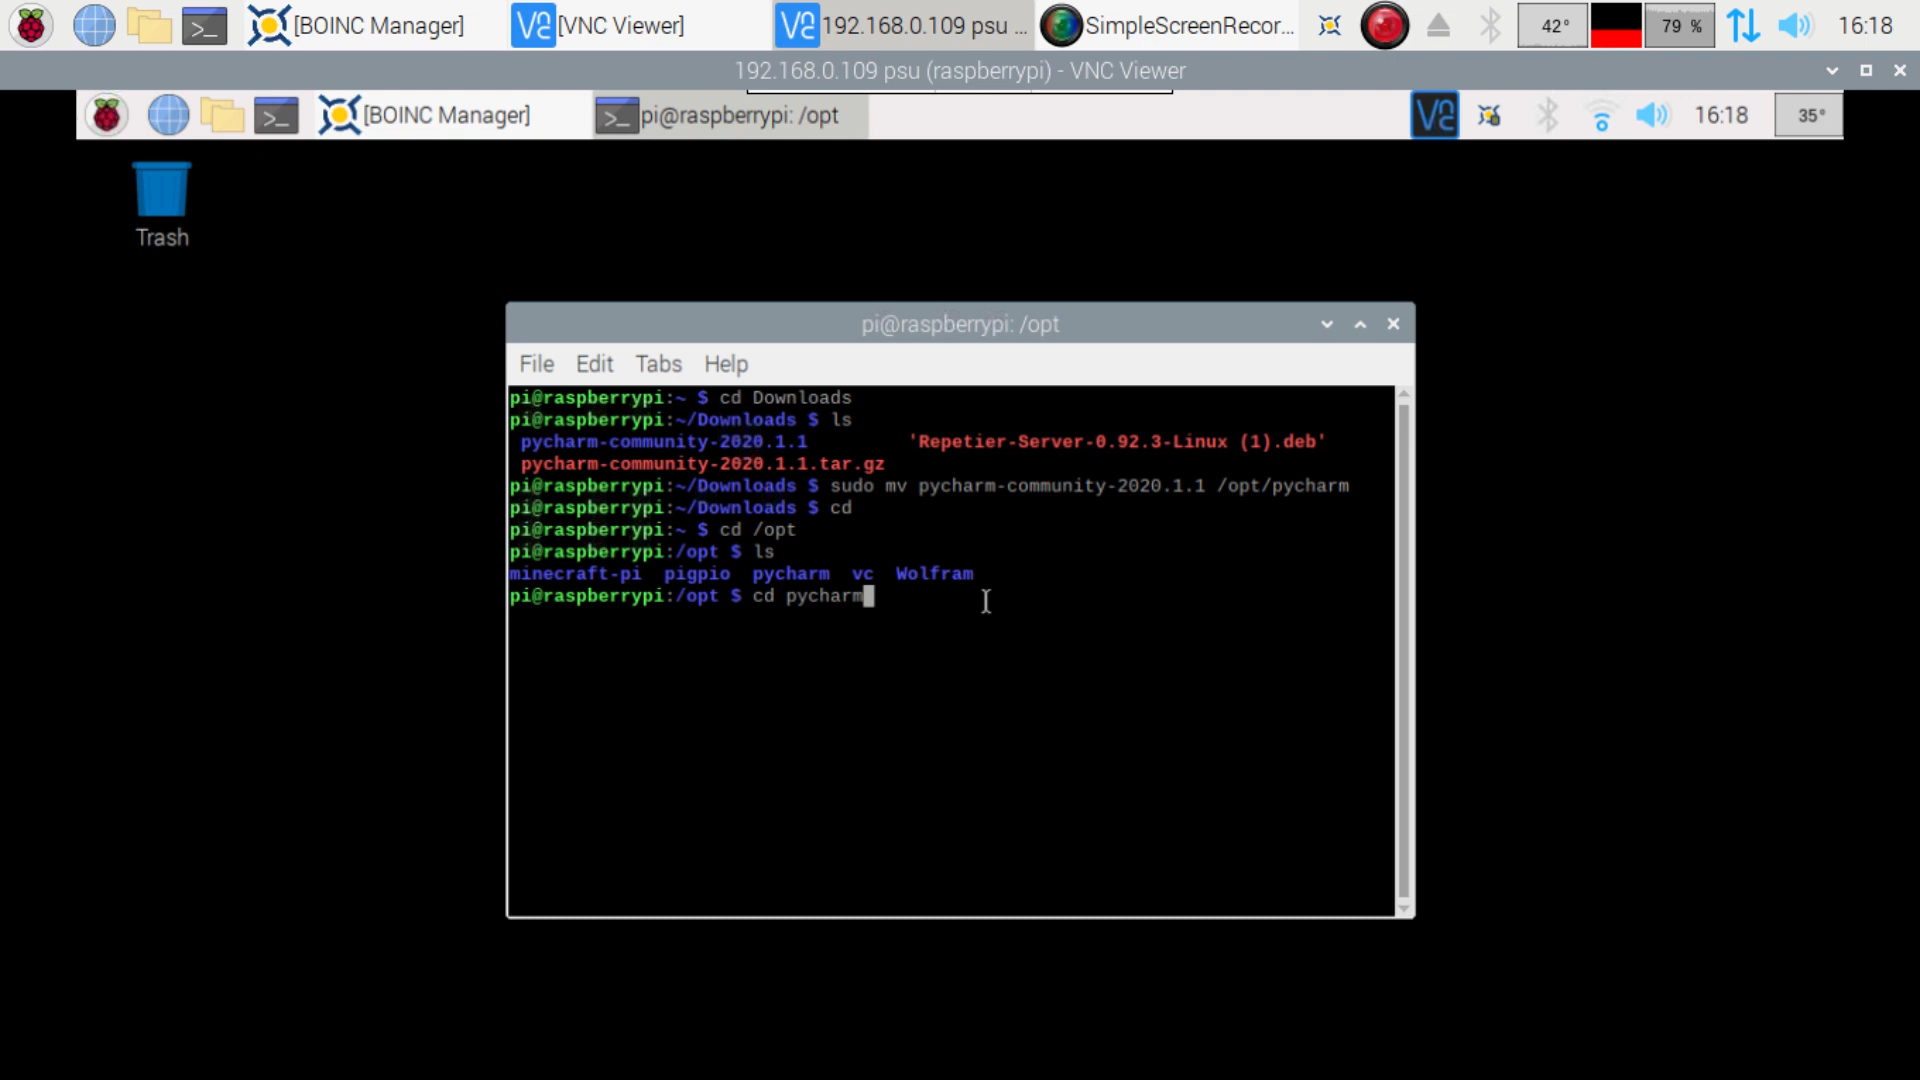 [BOINC Manager] [VNC Viewer] 192.168.0.109 psu ... SimpleScreenRecor... 42° 79 % 16:18
192.168.0.109 psu (raspberrypi) - VNC Viewer
[BOINC Manager] pi@raspberrypi: /opt 16:18 35°
Trash
pi@raspberrypi: /opt
File Edit Tabs Help
pi@raspberrypi:~ $ cd Downloads
pi@raspberrypi:~/Downloads $ ls
pycharm-community-2020.1.1 'Repetier-Server-0.92.3-Linux (1).deb'
pycharm-community-2020.1.1.tar.gz
pi@raspberrypi:~/Downloads $ sudo mv pycharm-community-2020.1.1 /opt/pycharm
pi@raspberrypi:~/Downloads $ cd
pi@raspberrypi:~ $ cd /opt
pi@raspberrypi:/opt $ ls
minecraft-pi pigpio pycharm vc Wolfram
pi@raspberrypi:/opt $ cd pycharm